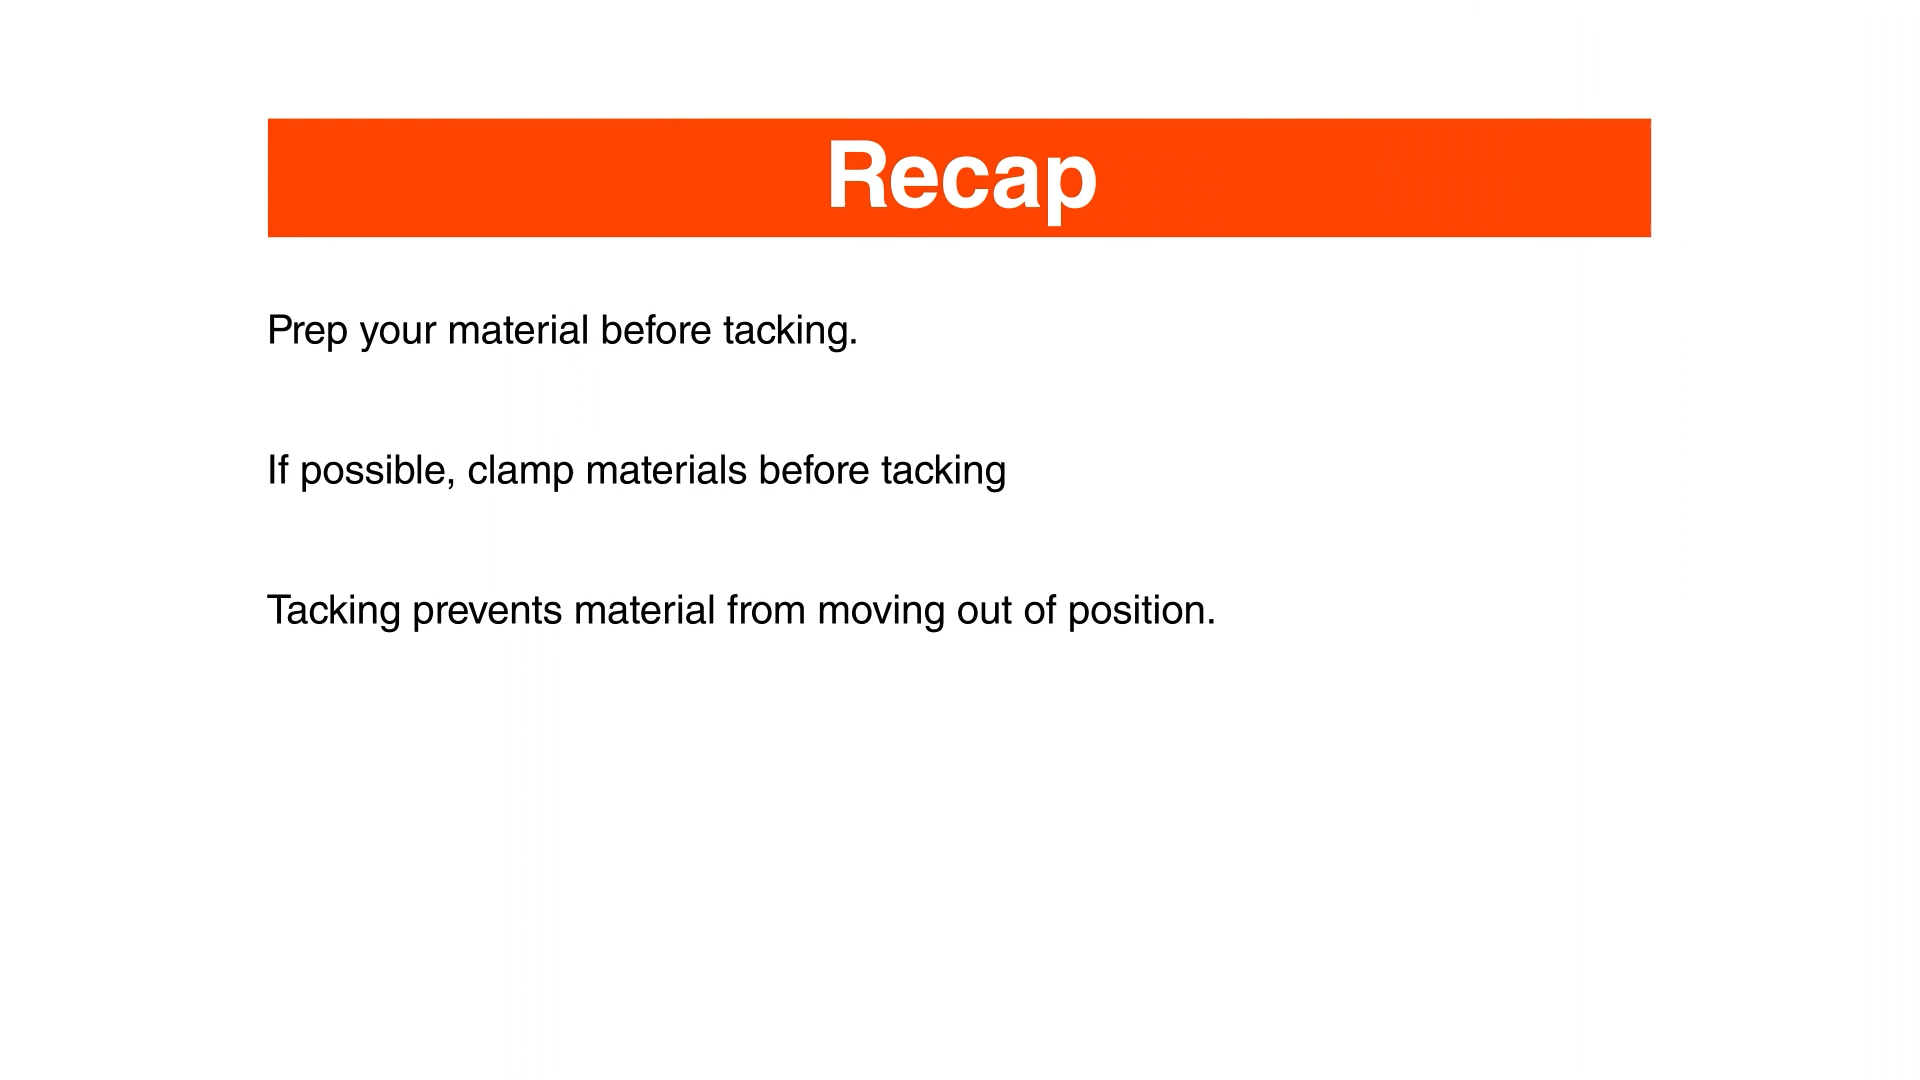 Recap
Prep your material before tacking.
If possible, clamp materials before tacking
Tacking prevents material from moving out of position.